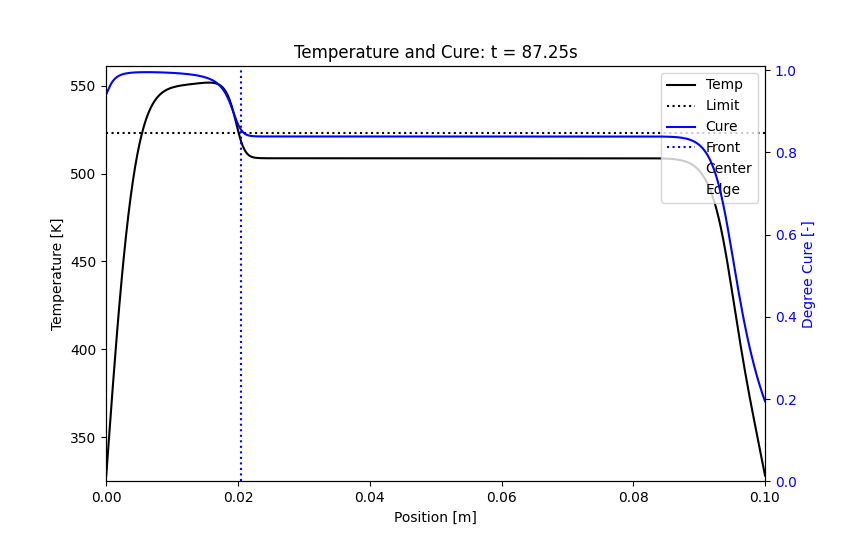 Temperature and Cure: t = 87.25s
Temp
Limit
Cure
Front
Center
Edge
550
500
450
400
350
Temperature [K]
1.0
0.8
0.6
0.4
0.2
0.0
Degree Cure [-]
0.00 0.02 0.04 0.06 0.08 0.10
Position [m]